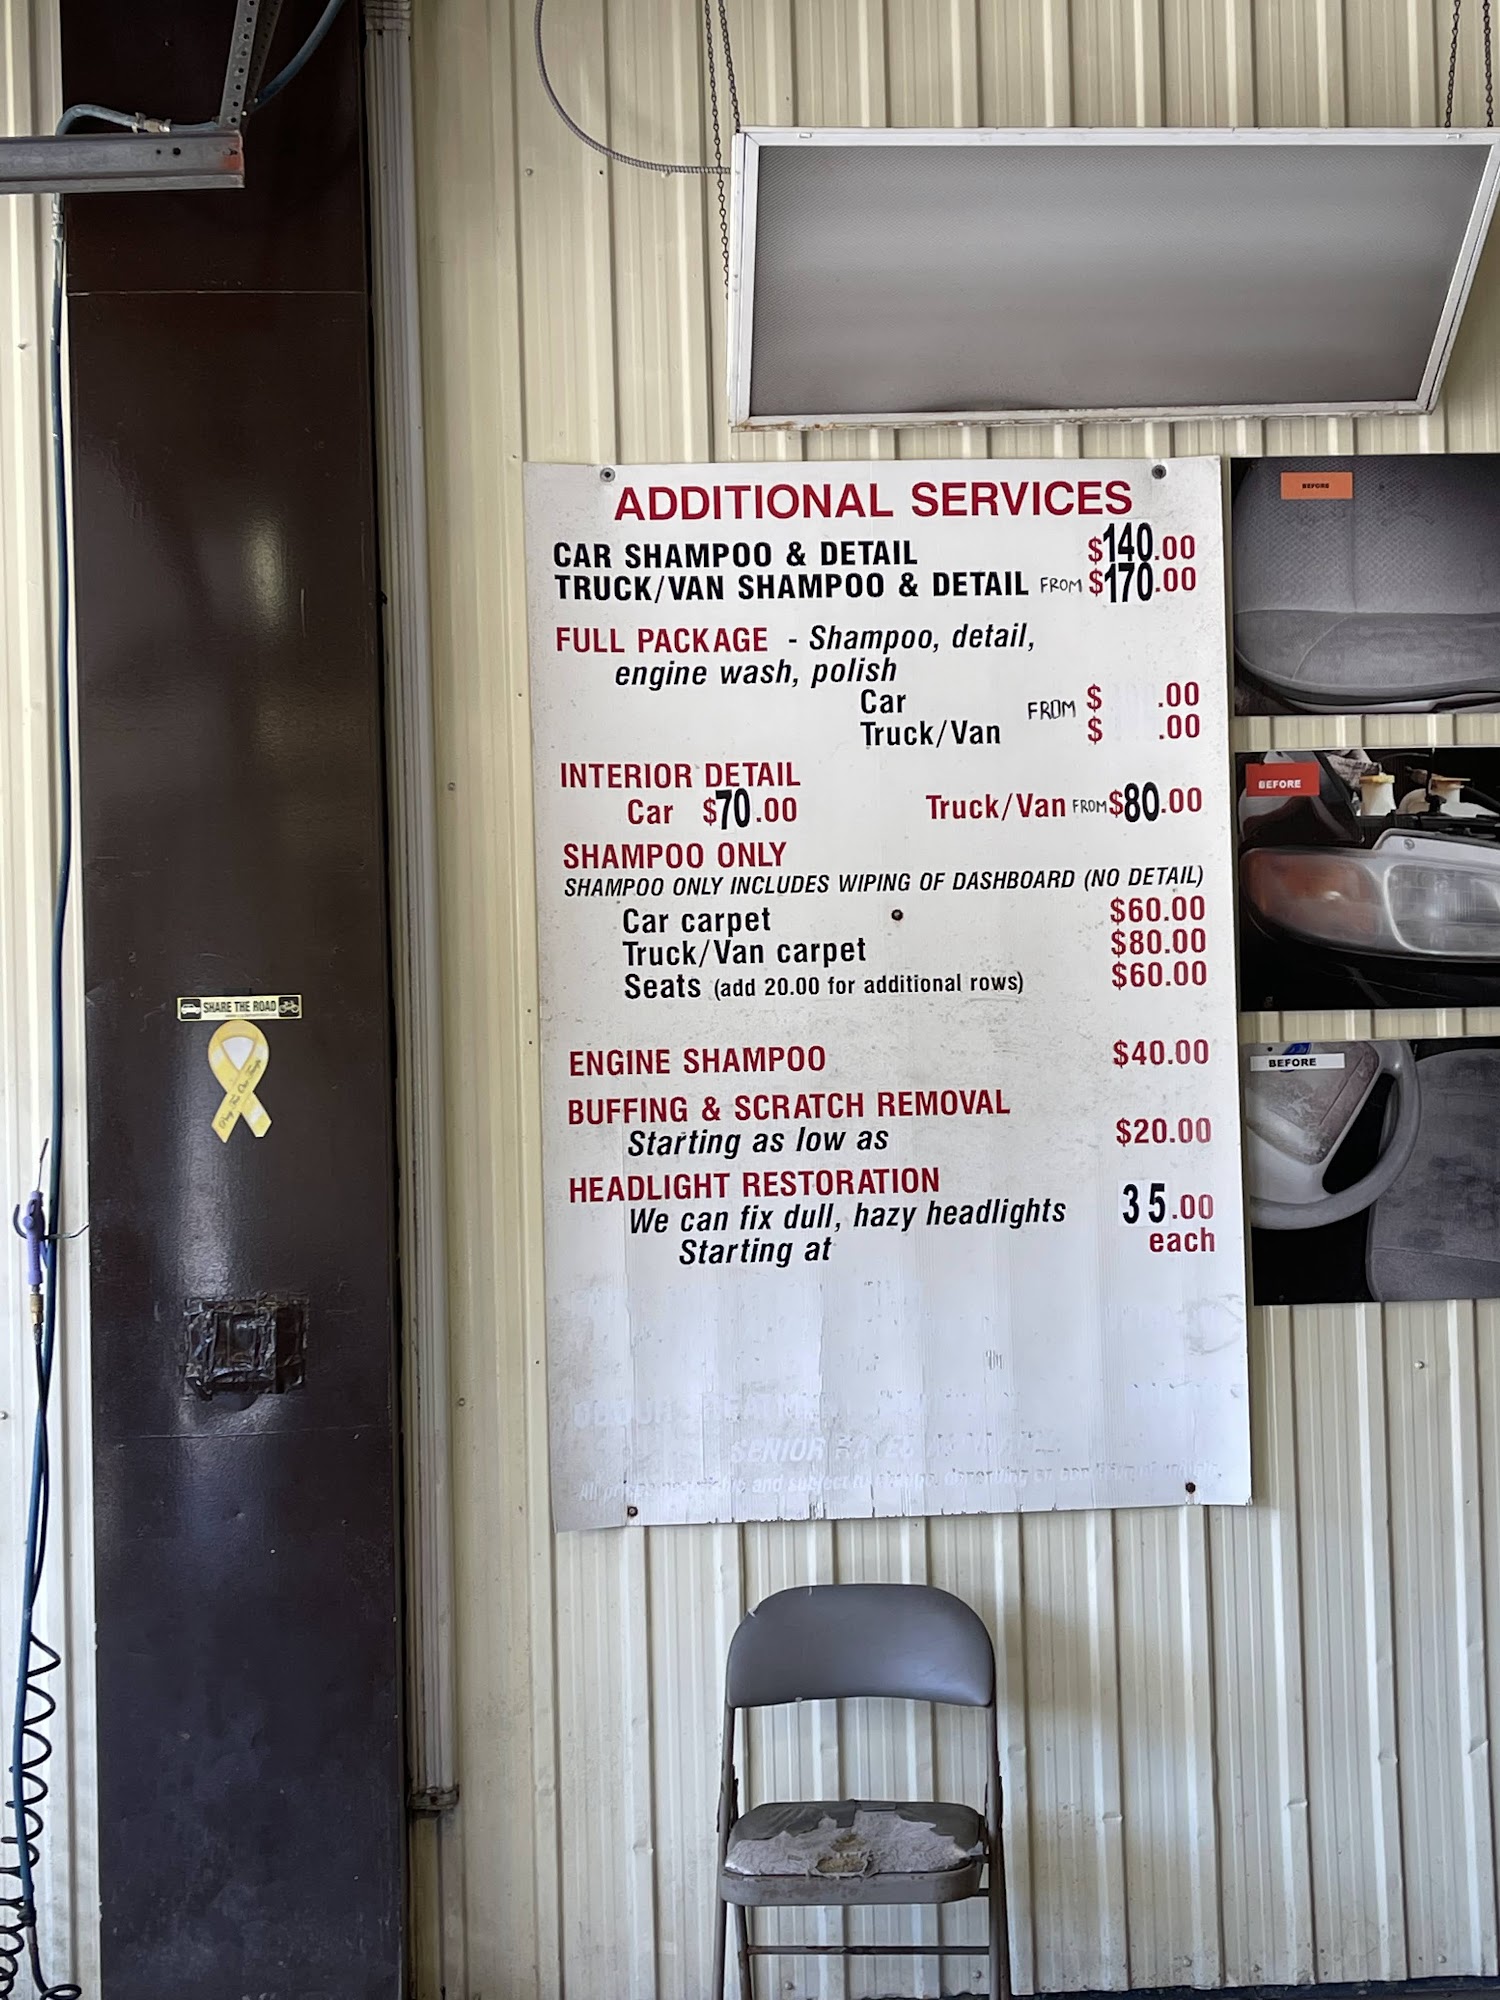 ADDITIONAL SERVICES
CAR SHAMPOO & DETAIL $140.00
TRUCK/VAN SHAMPOO & DETAIL FROM $170.00
FULL PACKAGE - Shampoo, detail,
engine wash, polish
Car FROM $ .00
Truck/Van $ .00
INTERIOR DETAIL
Car $70.00 Truck/Van FROM $80.00
SHAMPOO ONLY
SHAMPOO ONLY INCLUDES WIPING OF DASHBOARD (NO DETAIL)
Car carpet $60.00
Truck/Van carpet $80.00
Seats (add 20.00 for additional rows) $60.00
ENGINE SHAMPOO $40.00
BUFFING & SCRATCH REMOVAL
Starting as low as $20.00
HEADLIGHT RESTORATION
We can fix dull, hazy headlights 35.00
Starting at each
SENIOR
and subject
BEFORE
BEFORE
BEFORE
SHARE THE ROAD